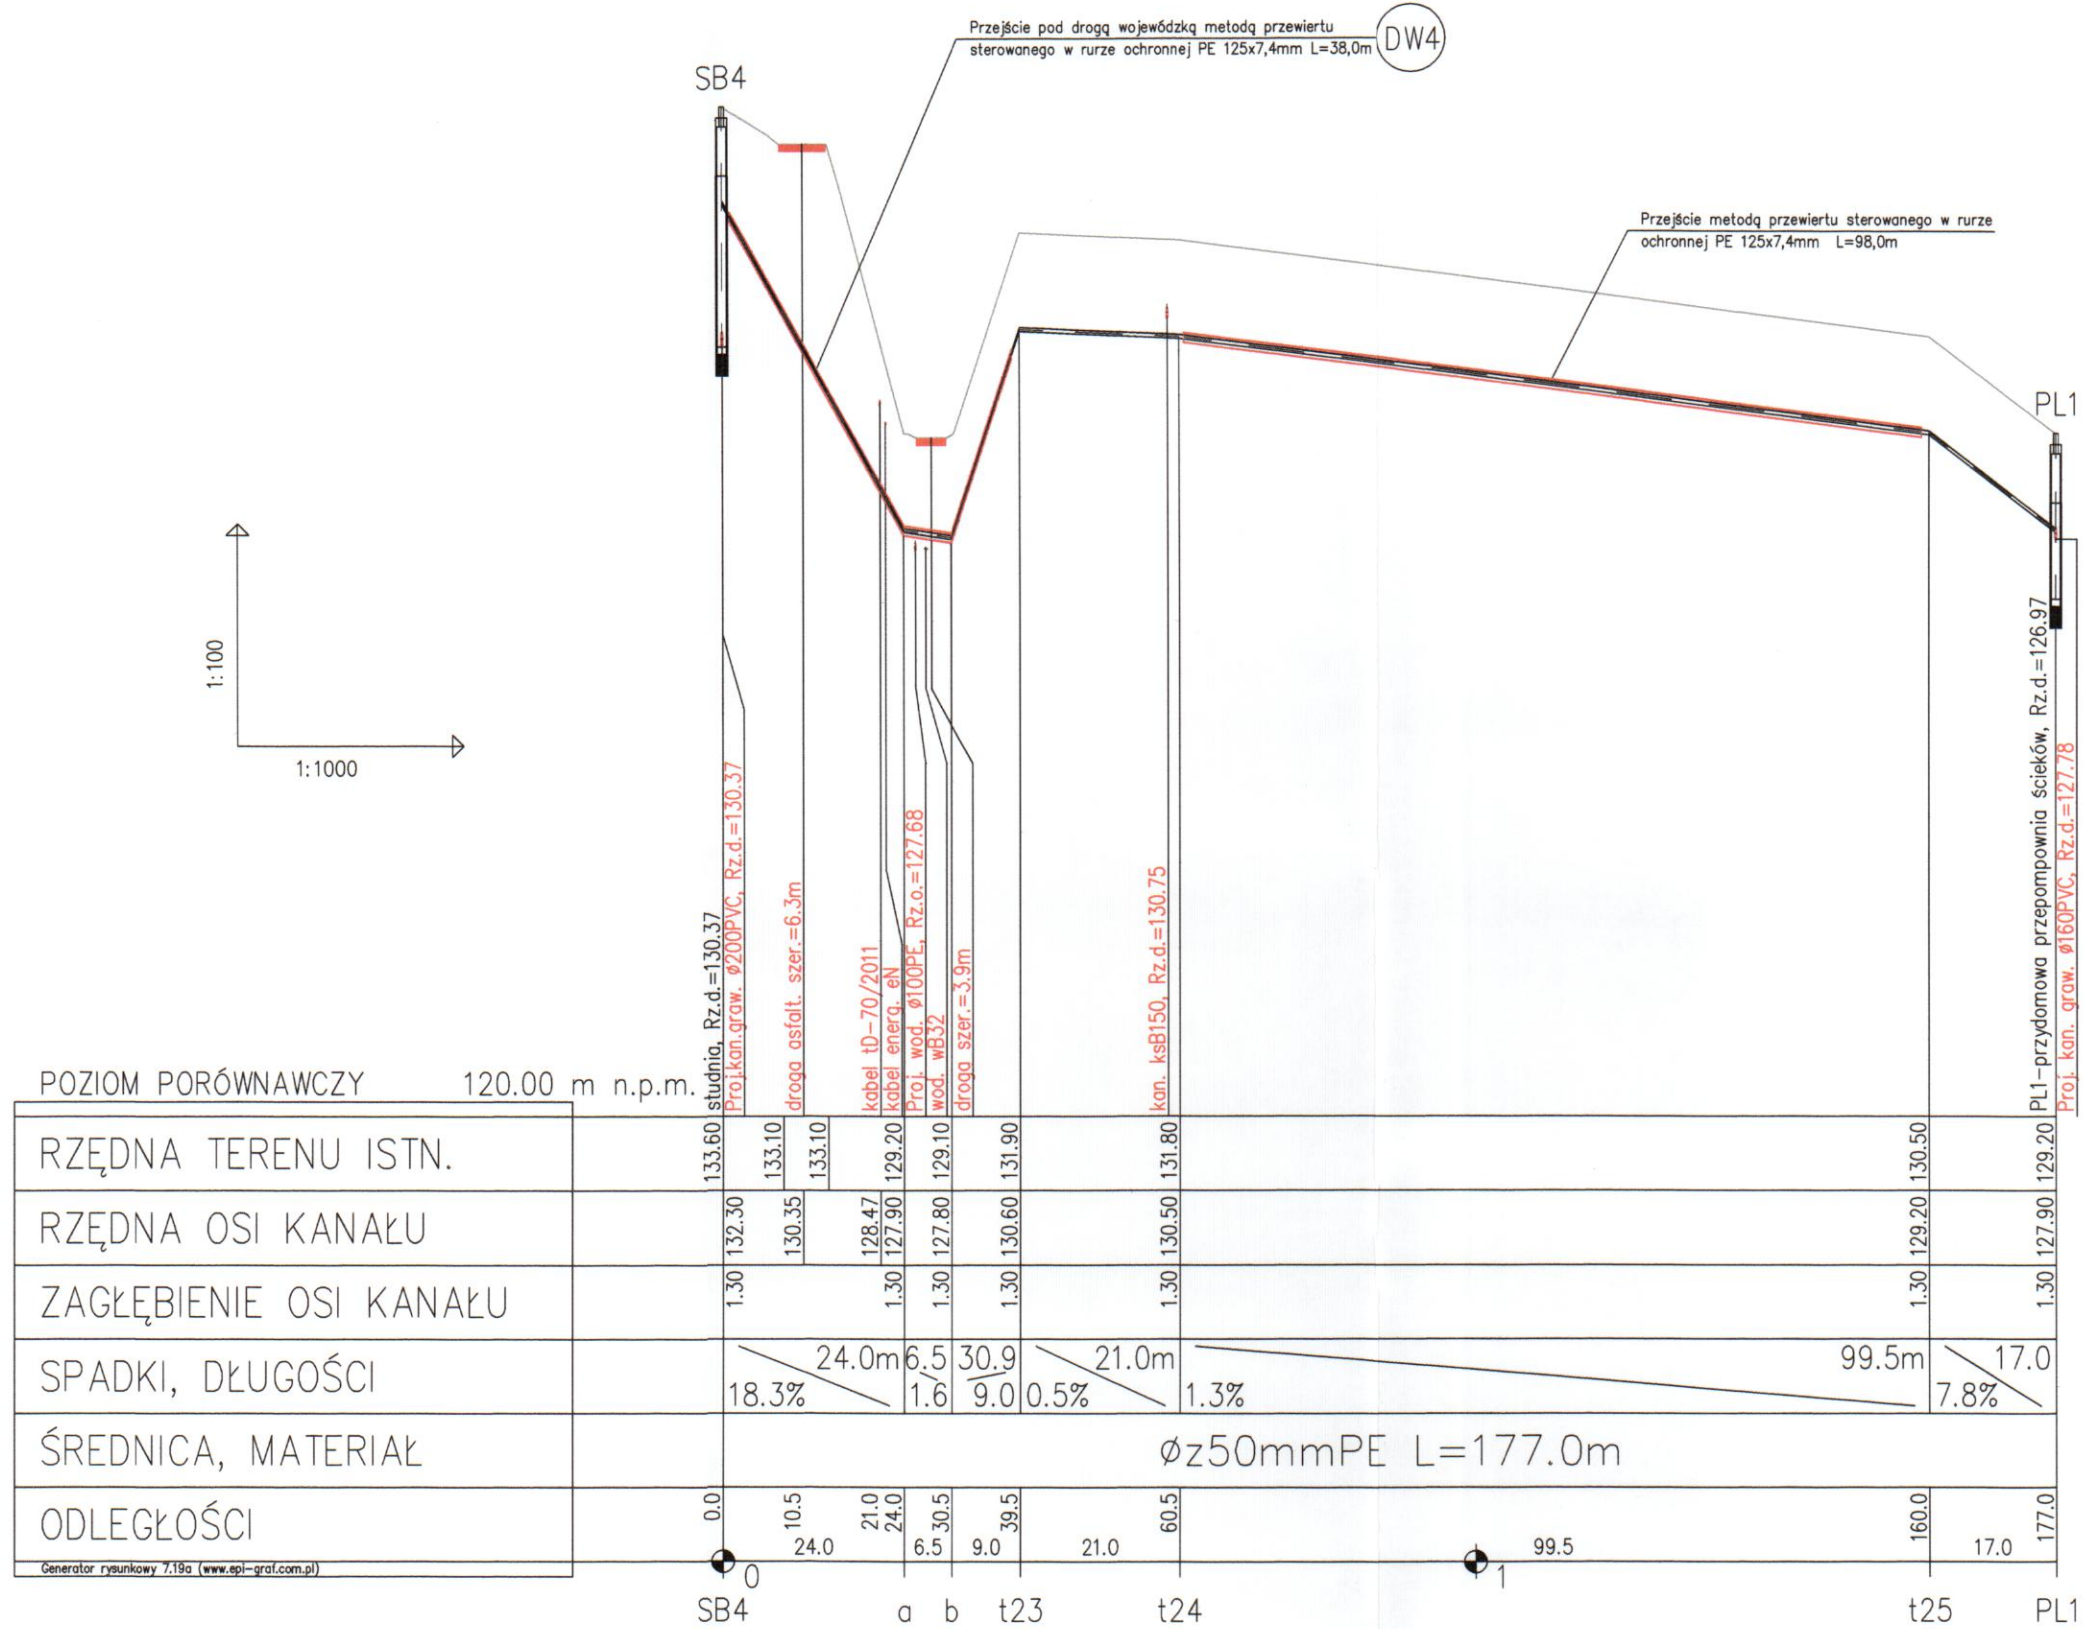 Przejście pod drogą wojewódzką metodą przewiertu
sterowanego w rurze ochronnej PE 125x7,4mm L=38,0m
DW4
SB4
Przejście metodą przewiertu sterowanego w rurze
ochronnej PE 125x7,4mm L=98,0m
PL1
1:100
1:1000
studnia, Rz.d.=130.37
Proj.kan.graw. ø200PVC, Rz.d.=130.37
droga asfalt. szer.=6.3m
kabel tD-70/2011
kabel energ. eN
Proj. wod. ø100PE, Rz.o.=127.68
wod. wB32
droga szer.=3.9m
kan. ksB150, Rz.d.=130.75
PL1-przydomowa przepompownia ścieków, Rz.d.=126.97
Proj. kan. graw. ø160PVC, Rz.d.=127.78
POZIOM PORÓWNAWCZY 120.00 m n.p.m.
RZĘDNA TERENU ISTN. 133.60 133.10 133.10 129.20 129.10 131.90 131.80 130.50 129.20
RZĘDNA OSI KANAŁU 132.30 130.35 128.47 127.90 127.80 130.60 130.50 129.20 127.90
ZAGŁĘBIENIE OSI KANAŁU 1.30 1.30 1.30 1.30 1.30 1.30 1.30
SPADKI, DŁUGOŚCI
24.0m 6.5 30.9 21.0m 99.5m 17.0
18.3% 1.6 9.0 0.5% 1.3% 7.8%
ŚREDNICA, MATERIAŁ øz50mmPE L=177.0m
ODLEGŁOŚCI 0.0 10.5 21.0 24.0 30.5 39.5 60.5 160.0 177.0
24.0 6.5 9.0 21.0 99.5 17.0
Generator rysunkowy 7.19a (www.epi-graf.com.pl)
0 1
SB4 a b t23 t24 t25 PL1